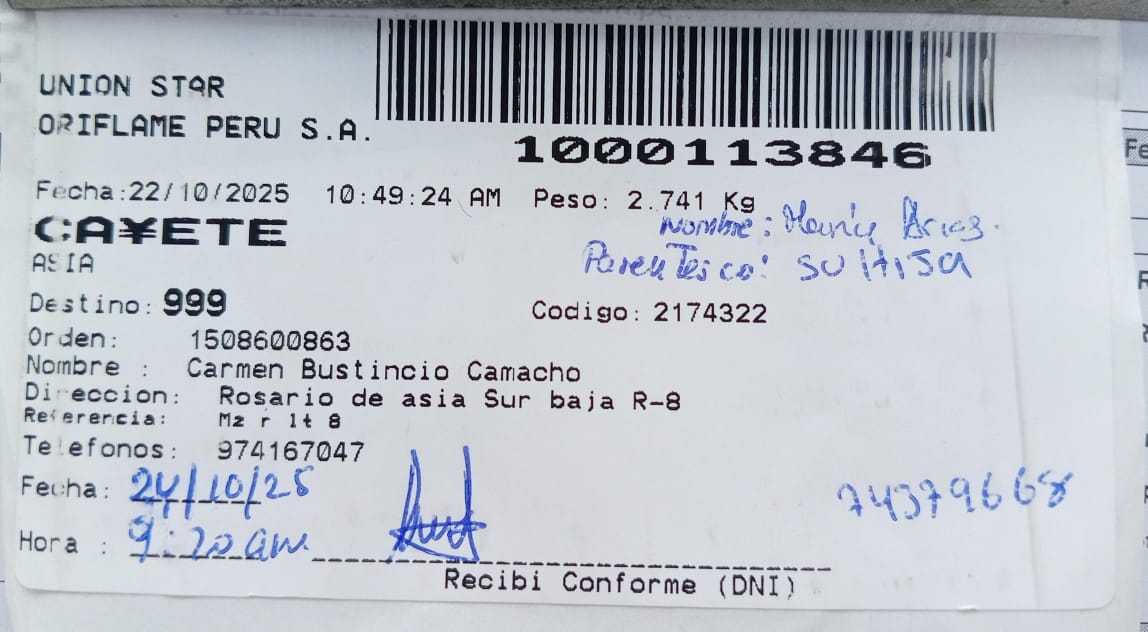 UNION STAR
ORIFLAME PERU S.A.
1000113846
Fecha:22/10/2025 10:49:24 AM Peso: 2.741 Kg
CA¥ETE
Nombre: María Arias.
ASIA
Parentesco: SU HIJA
Destino: 999
Codigo: 2174322
Orden: 1508600863
Nombre : Carmen Bustincio Camacho
Direccion: Rosario de asia Sur baja R-8
Referencia: Mz r lt 8
Telefonos: 974167047
Fecha: 24/10/25
74379668
Hora : 9:20 am
Recibi Conforme (DNI)